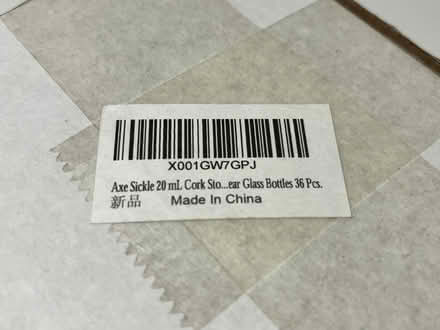 X001GW7GPJ
Axe Sickle 20 mL Cork Sto...ear Glass Bottles 36 Pcs.
新品 Made In China